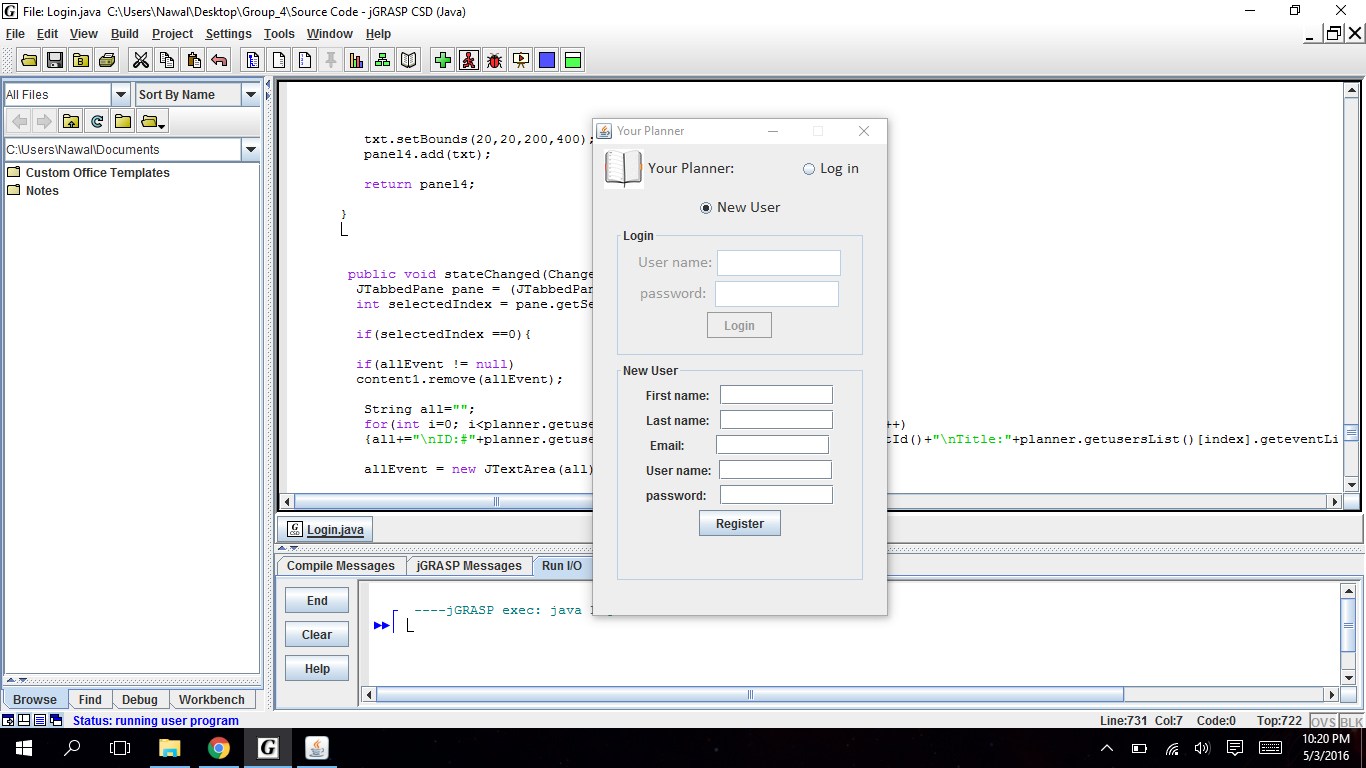 File: Login.java C:\Users\Nawal\Desktop\Group_4\Source Code - jGRASP CSD (Java)
File Edit View Build Project Settings Tools Window Help
All Files
Sort By Name
C:\Users\Nawal\Documents
Custom Office Templates
Notes
Browse Find Debug Workbench
txt.setBounds(20,20,200,400);
panel4.add(txt);
return panel4;
}
public void stateChanged(Change
JTabbedPane pane = (JTabbedPan
int selectedIndex = pane.getSe
if(selectedIndex ==0){
if(allEvent != null)
content1.remove(allEvent);
String all="";
for(int i=0; i<planner.getuse ++)
{all+="\nID:#"+planner.getuse tId()+"\nTitle:"+planner.getusersList()[index].geteventLi
allEvent = new JTextArea(all)
Your Planner
Your Planner:
Log in
New User
Login
User name:
password:
Login
New User
First name:
Last name:
Email:
User name:
password:
Register
G CSD Login.java
Compile Messages jGRASP Messages Run I/O
End
Clear
Help
----jGRASP exec: java
Status: running user program
Line:731 Col:7 Code:0 Top:722 OVS BLK
10:20 PM
5/3/2016